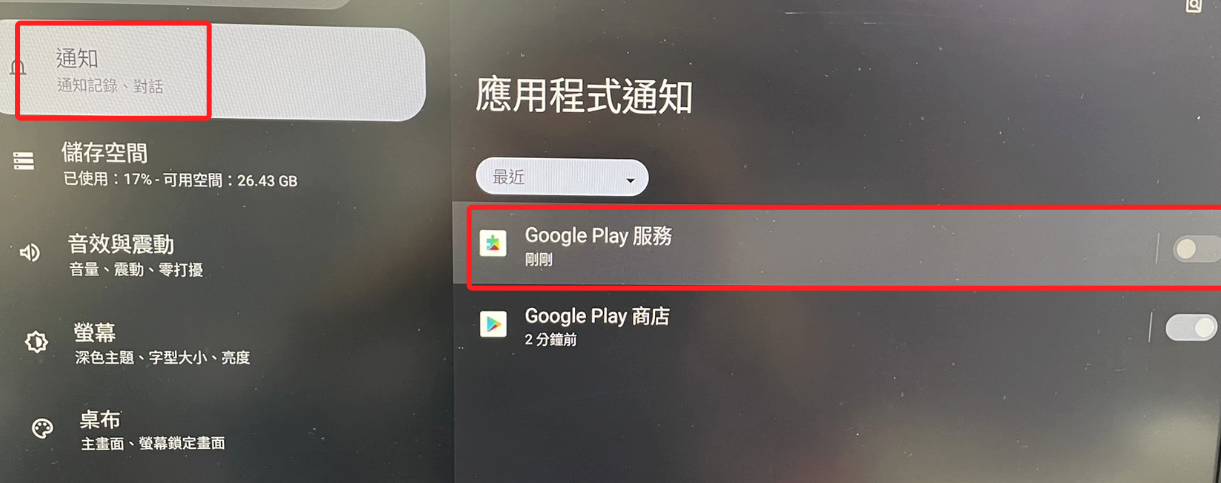 通知
通知記錄、對話
儲存空間
已使用：17% - 可用空間：26.43 GB
音效與震動
音量、震動、零打擾
螢幕
深色主題、字型大小、亮度
桌布
主畫面、螢幕鎖定畫面
應用程式通知
最近
Google Play 服務
剛剛
Google Play 商店
2 分鐘前